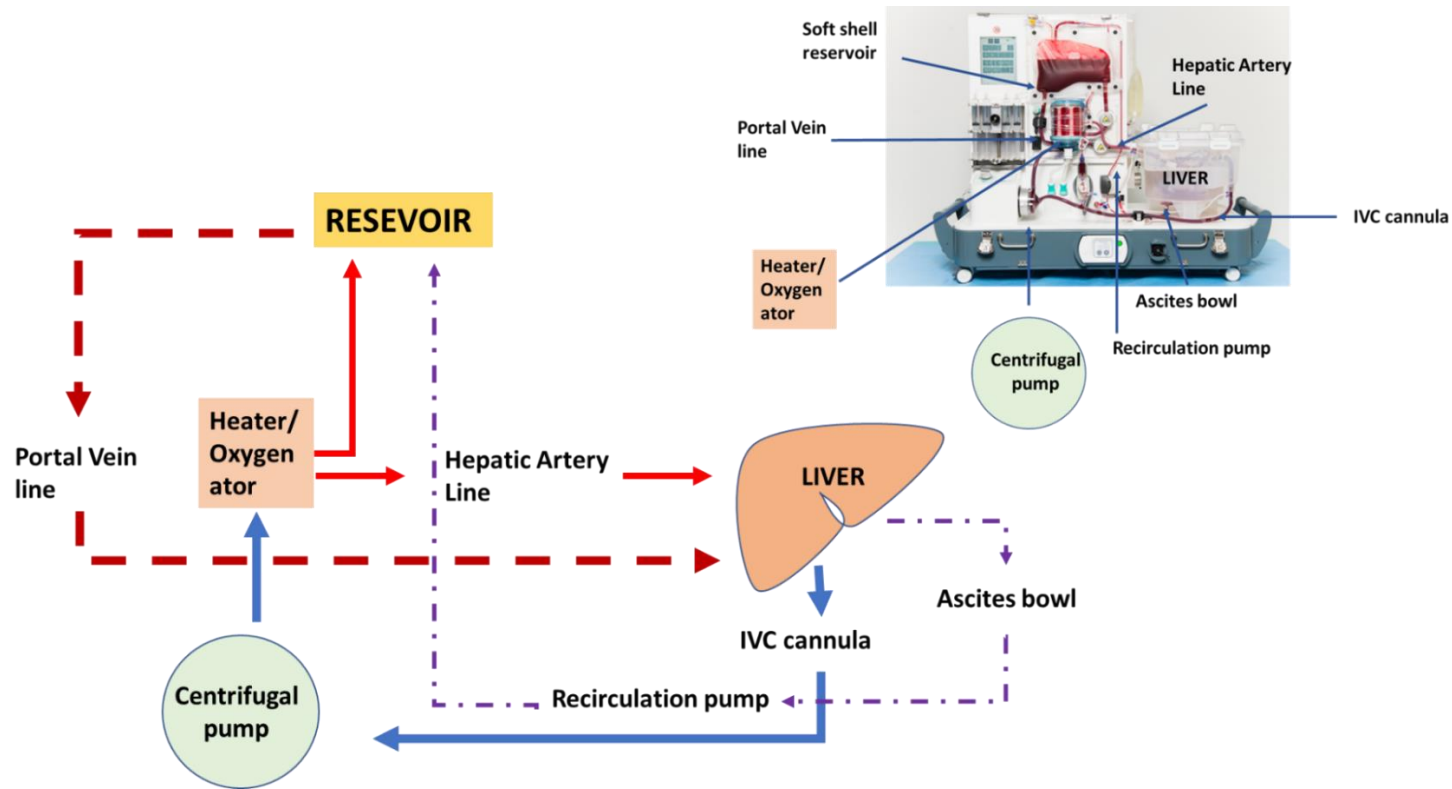 Soft shell
reservoir
Hepatic Artery
Line
Portal Vein
line
LIVER
IVC cannula
Heater/
Oxygen
ator
Ascites bowl
Recirculation pump
Centrifugal
pump
RESEVOIR
Heater/
Oxygen
ator
Portal Vein
line
Hepatic Artery
Line
LIVER
Ascites bowl
IVC cannula
Recirculation pump
Centrifugal
pump